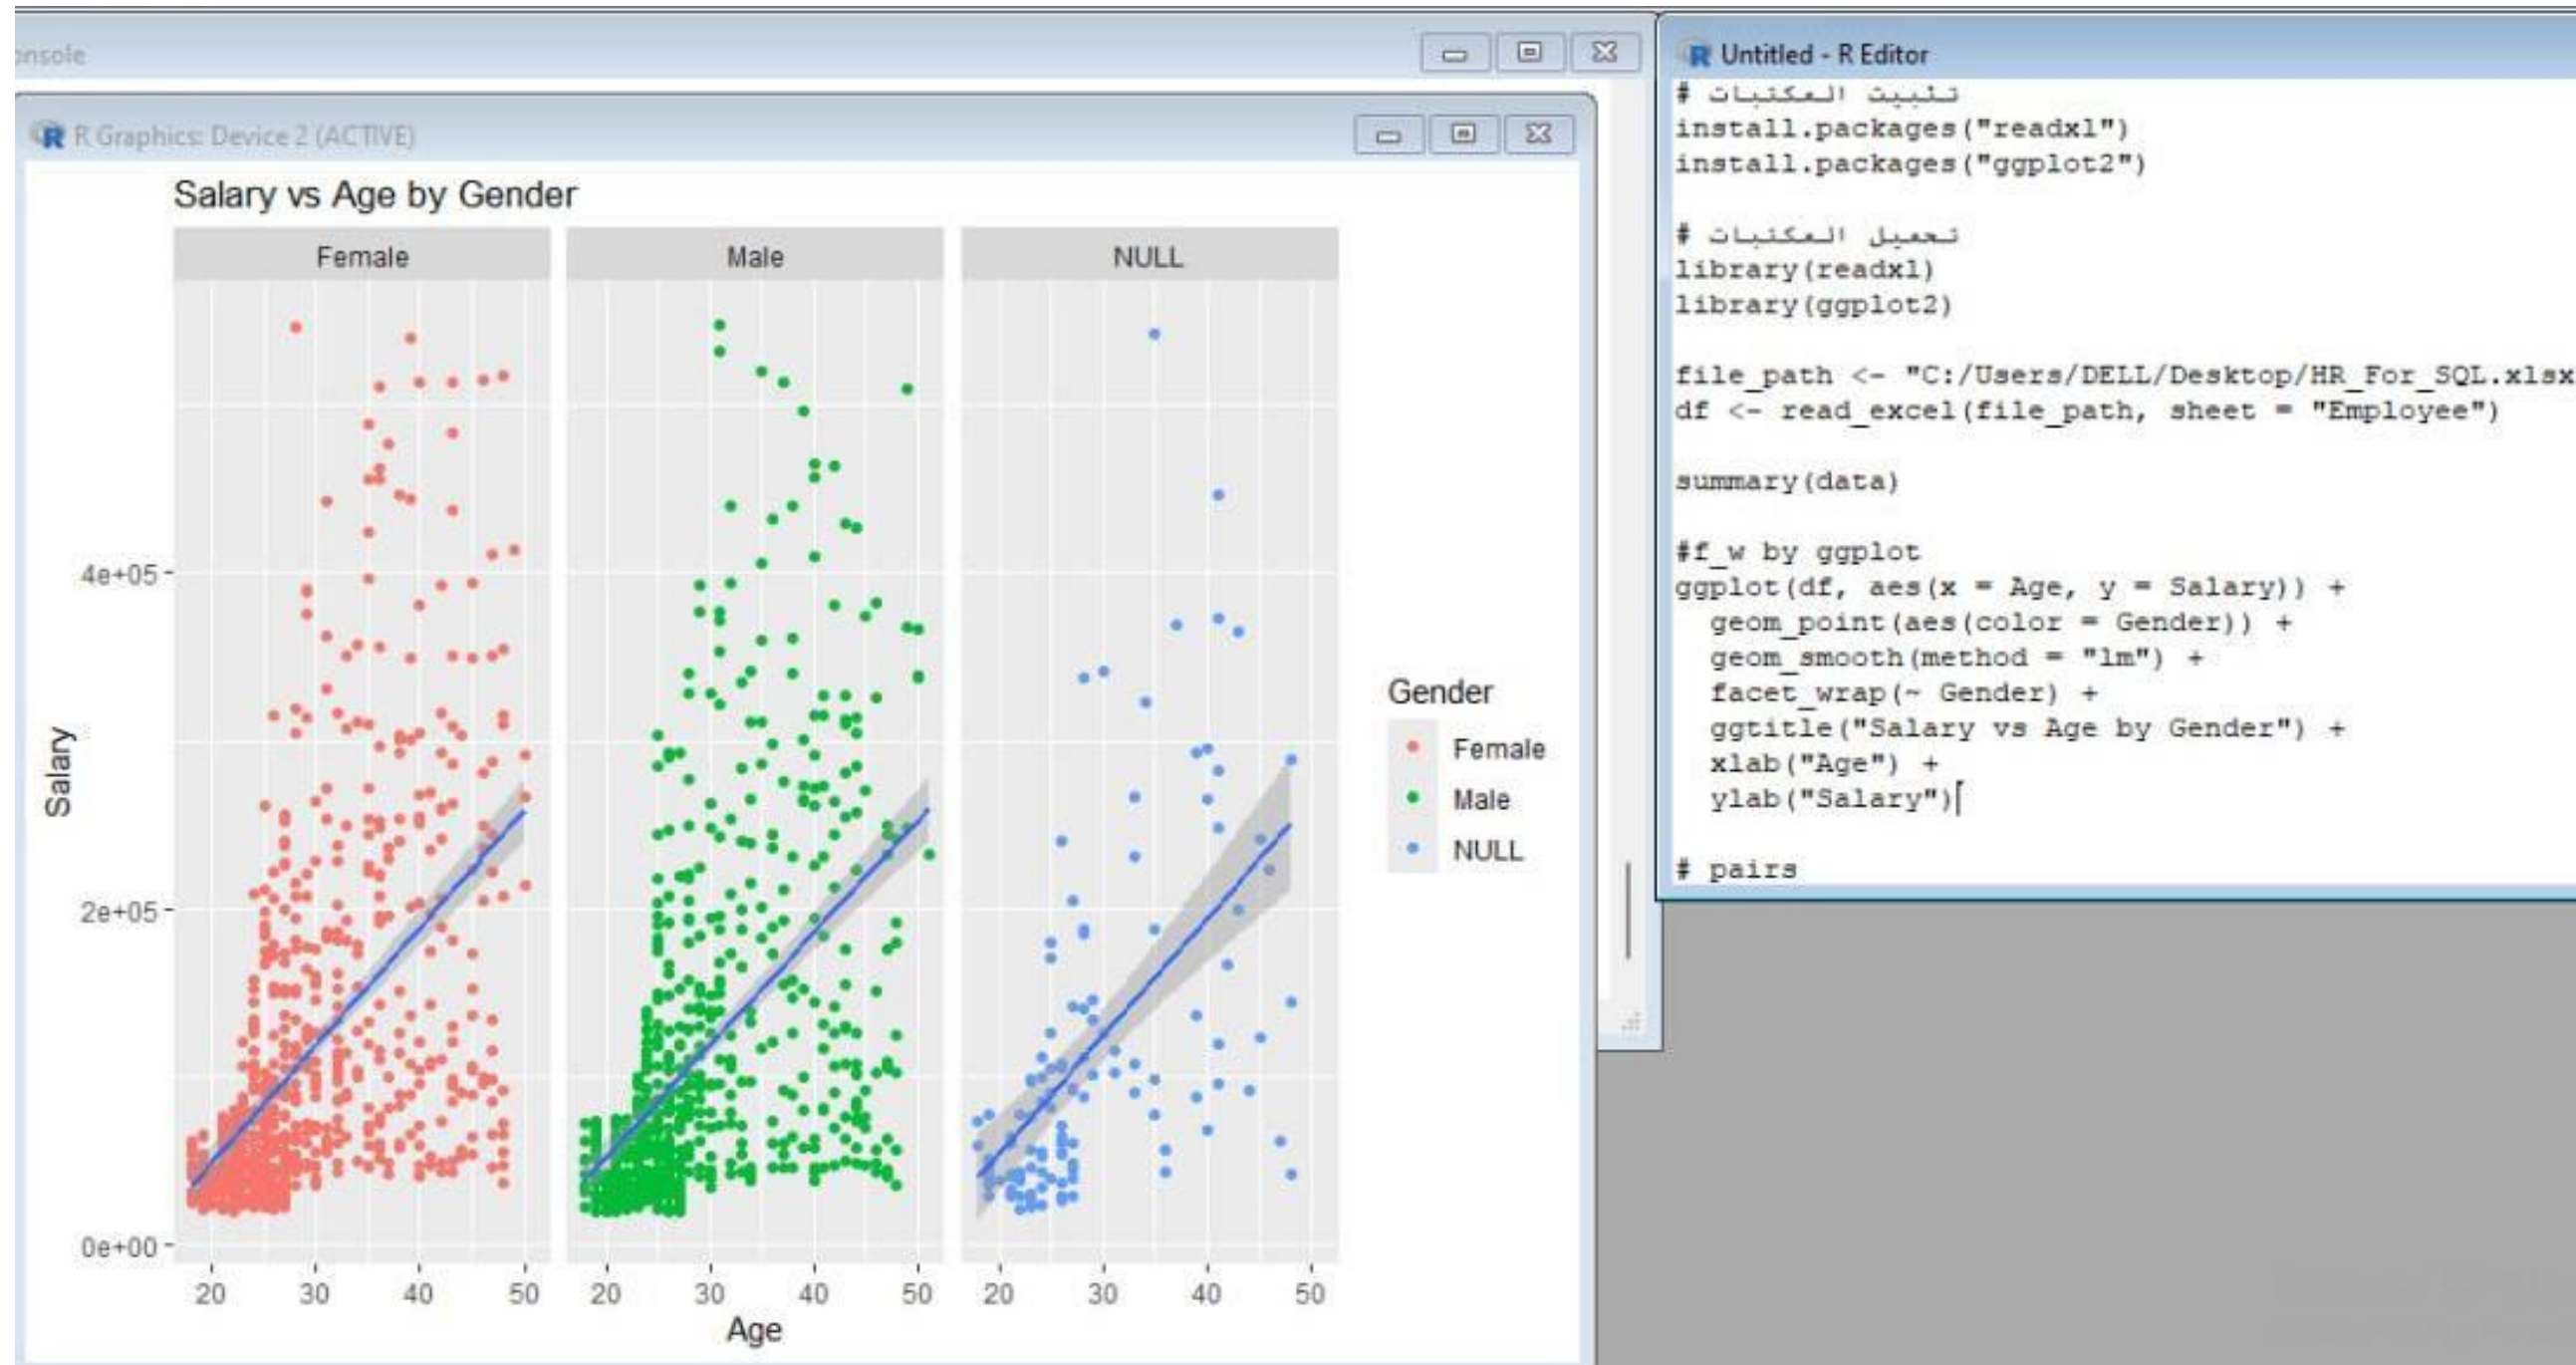 onsole
R Graphics: Device 2 (ACTIVE)
Salary vs Age by Gender
Female
Male
NULL
4e+05
2e+05
0e+00
Salary
20 30 40 50
20 30 40 50
20 30 40 50
Age
Gender
Female
Male
NULL
Untitled - R Editor
# تثبيت المكتبات
install.packages("readxl")
install.packages("ggplot2")
# تحميل المكتبات
library(readxl)
library(ggplot2)
file_path <- "C:/Users/DELL/Desktop/HR_For_SQL.xlsx
df <- read_excel(file_path, sheet = "Employee")
summary(data)
#f_w by ggplot
ggplot(df, aes(x = Age, y = Salary)) +
geom_point(aes(color = Gender)) +
geom_smooth(method = "lm") +
facet_wrap(~ Gender) +
ggtitle("Salary vs Age by Gender") +
xlab("Age") +
ylab("Salary")
# pairs